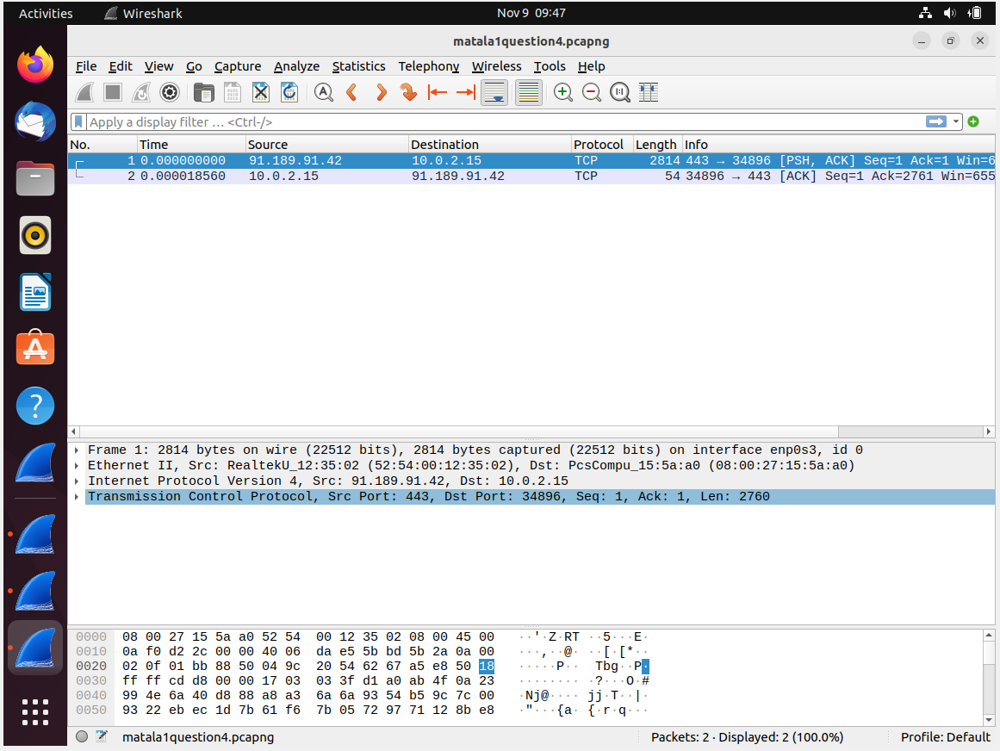 Activities Wireshark Nov 9 09:47
matala1question4.pcapng
File Edit View Go Capture Analyze Statistics Telephony Wireless Tools Help
Apply a display filter … <Ctrl-/>
No. Time Source Destination Protocol Length Info
1 0.000000000 91.189.91.42 10.0.2.15 TCP 2814 443 → 34896 [PSH, ACK] Seq=1 Ack=1 Win=6
2 0.000018560 10.0.2.15 91.189.91.42 TCP 54 34896 → 443 [ACK] Seq=1 Ack=2761 Win=655
Frame 1: 2814 bytes on wire (22512 bits), 2814 bytes captured (22512 bits) on interface enp0s3, id 0
Ethernet II, Src: RealtekU_12:35:02 (52:54:00:12:35:02), Dst: PcsCompu_15:5a:a0 (08:00:27:15:5a:a0)
Internet Protocol Version 4, Src: 91.189.91.42, Dst: 10.0.2.15
Transmission Control Protocol, Src Port: 443, Dst Port: 34896, Seq: 1, Ack: 1, Len: 2760
0000 08 00 27 15 5a a0 52 54 00 12 35 02 08 00 45 00 ··'·Z·RT ··5···E·
0010 0a f0 d2 2c 00 00 40 06 da e5 5b bd 5b 2a 0a 00 ···,··@· ··[·[*··
0020 02 0f 01 bb 88 50 04 9c 20 54 62 67 a5 e8 50 18 ·····P·· Tbg··P·
0030 ff ff cd d8 00 00 17 03 03 3f d1 a0 ab 4f 0a 23 ········ ·?···O·#
0040 99 4e 6a 40 d8 88 a8 a3 6a 6a 93 54 b5 9c 7c 00 ·Nj@···· jj·T··|·
0050 93 22 eb ec 1d 7b 61 f6 7b 05 72 97 71 12 8b e8 ·"···{a· {·r·q···
matala1question4.pcapng Packets: 2 · Displayed: 2 (100.0%) Profile: Default